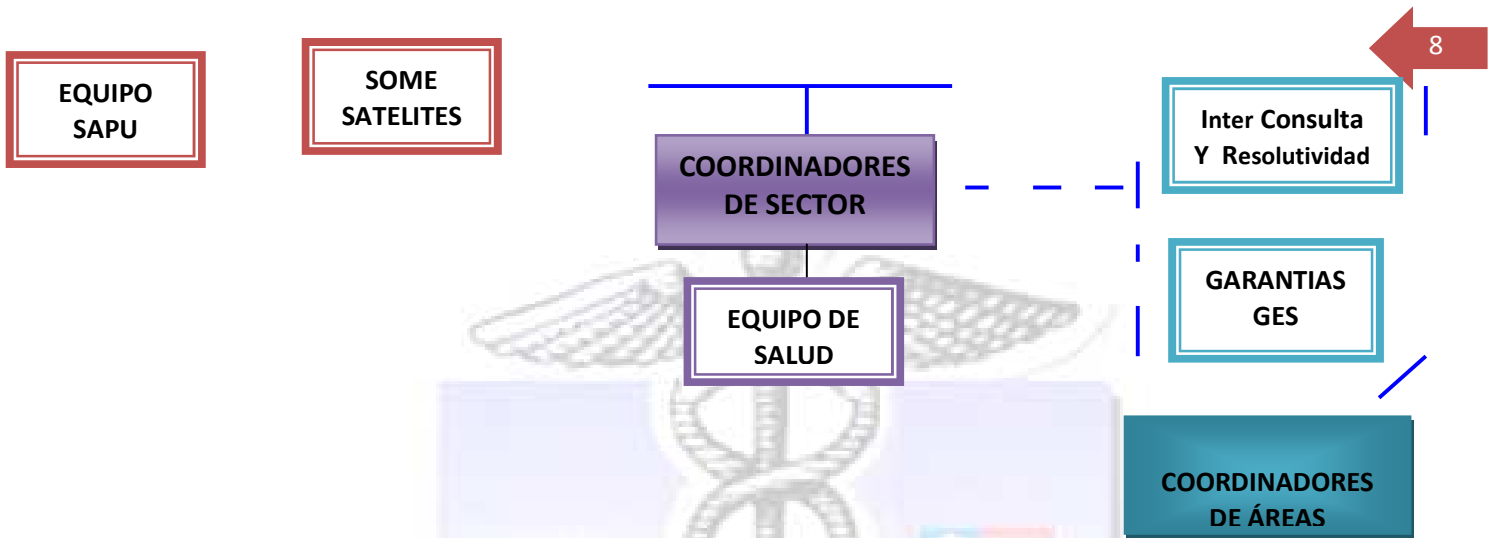 8
EQUIPO
SAPU
SOME
SATELITES
COORDINADORES
DE SECTOR
EQUIPO DE
SALUD
Inter Consulta
Y Resolutividad
GARANTIAS
GES
COORDINADORES
DE ÁREAS